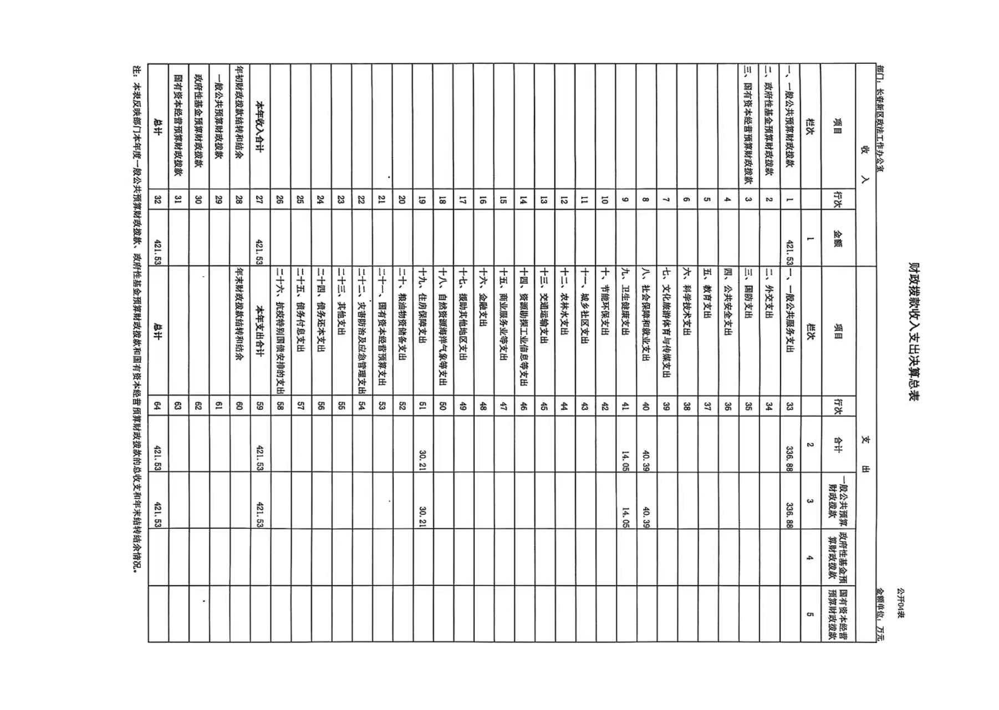 财政拨款收入支出决算总表
公开04表
部门：长春新区政法工作办公室 金额单位：万元
收 入 支 出
项目 行次 金额 项目 行次 合计 一般公共预算财政拨款 政府性基金预算财政拨款 国有资本经营预算财政拨款
栏次 1 栏次 2 3 4 5
一、一般公共预算财政拨款 1 421.53 一、一般公共服务支出 33 336.88 336.88
二、政府性基金预算财政拨款 2 二、外交支出 34
三、国有资本经营预算财政拨款 3 三、国防支出 35
4 四、公共安全支出 36
5 五、教育支出 37
6 六、科学技术支出 38
7 七、文化旅游体育与传媒支出 39
8 八、社会保障和就业支出 40 40.39 40.39
9 九、卫生健康支出 41 14.05 14.05
10 十、节能环保支出 42
11 十一、城乡社区支出 43
12 十二、农林水支出 44
13 十三、交通运输支出 45
14 十四、资源勘探工业信息等支出 46
15 十五、商业服务业等支出 47
16 十六、金融支出 48
17 十七、援助其他地区支出 49
18 十八、自然资源海洋气象等支出 50
19 十九、住房保障支出 51 30.21 30.21
20 二十、粮油物资储备支出 52
21 二十一、国有资本经营预算支出 53
22 二十二、灾害防治及应急管理支出 54
23 二十三、其他支出 55
24 二十四、债务还本支出 56
25 二十五、债务付息支出 57
26 二十六、抗疫特别国债安排的支出 58
本年收入合计 27 421.53 本年支出合计 59 421.53 421.53
年初财政拨款结转和结余 28 年末财政拨款结转和结余 60
一般公共预算财政拨款 29 61
政府性基金预算财政拨款 30 62
国有资本经营预算财政拨款 31 63
总计 32 421.53 总计 64 421.53 421.53
注：本表反映部门本年度一般公共预算财政拨款、政府性基金预算财政拨款和国有资本经营预算财政拨款的总收支和年末结转结余情况。